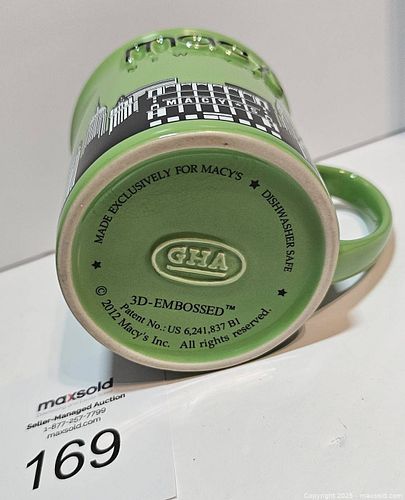 macy's
NEW
MACY'S
MADE EXCLUSIVELY FOR MACY'S ★ DISHWASHER SAFE ★
GHA
3D-EMBOSSED™
Patent No.: US 6,241,837 B1
© 2012 Macy's Inc. All rights reserved.
maxsold
Seller-Managed Auction
1-877-257-7799
maxsold.com
169
Copyright 2025 - maxsold.com